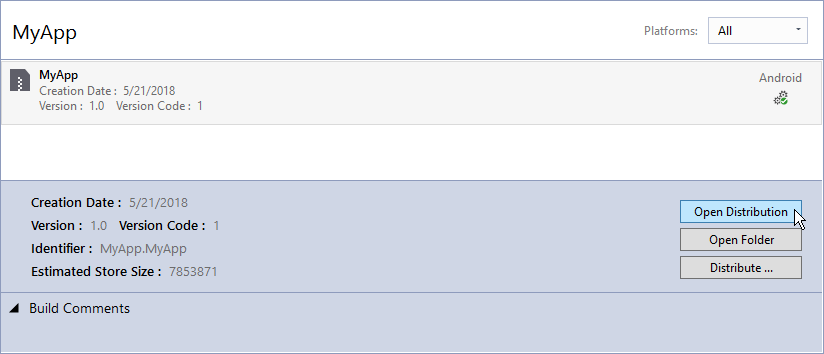 MyApp
Platforms: All
MyApp
Creation Date : 5/21/2018
Version : 1.0 Version Code : 1
Android
Creation Date : 5/21/2018
Version : 1.0 Version Code : 1
Identifier : MyApp.MyApp
Estimated Store Size : 7853871
Open Distribution
Open Folder
Distribute ...
Build Comments